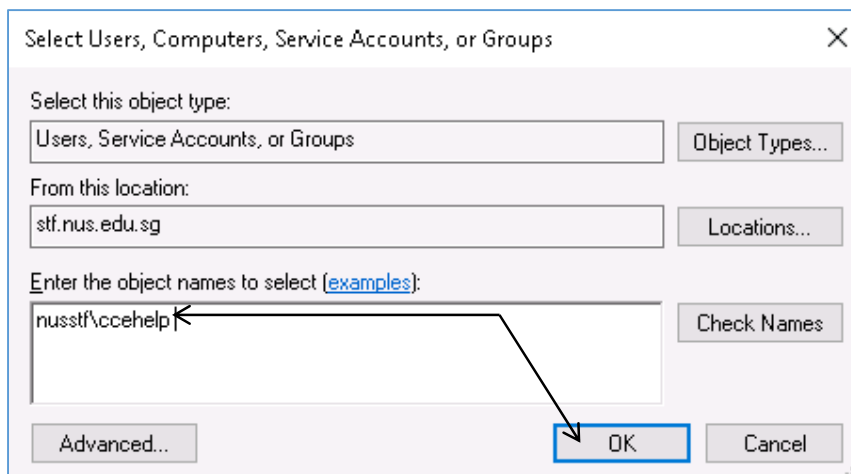 Select Users, Computers, Service Accounts, or Groups
Select this object type:
Users, Service Accounts, or Groups
Object Types...
From this location:
stf.nus.edu.sg
Locations...
Enter the object names to select (examples):
nusstf\ccehelp
Check Names
Advanced...
OK
Cancel